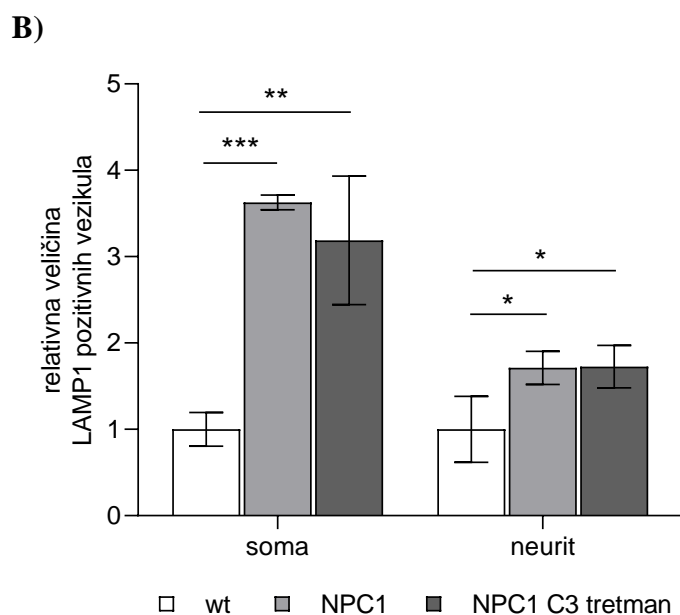 B)
relativna veličina
LAMP1 pozitivnih vezikula
5
4
3
2
1
0
**
***
*
*
soma
neurit
wt
NPC1
NPC1 C3 tretman